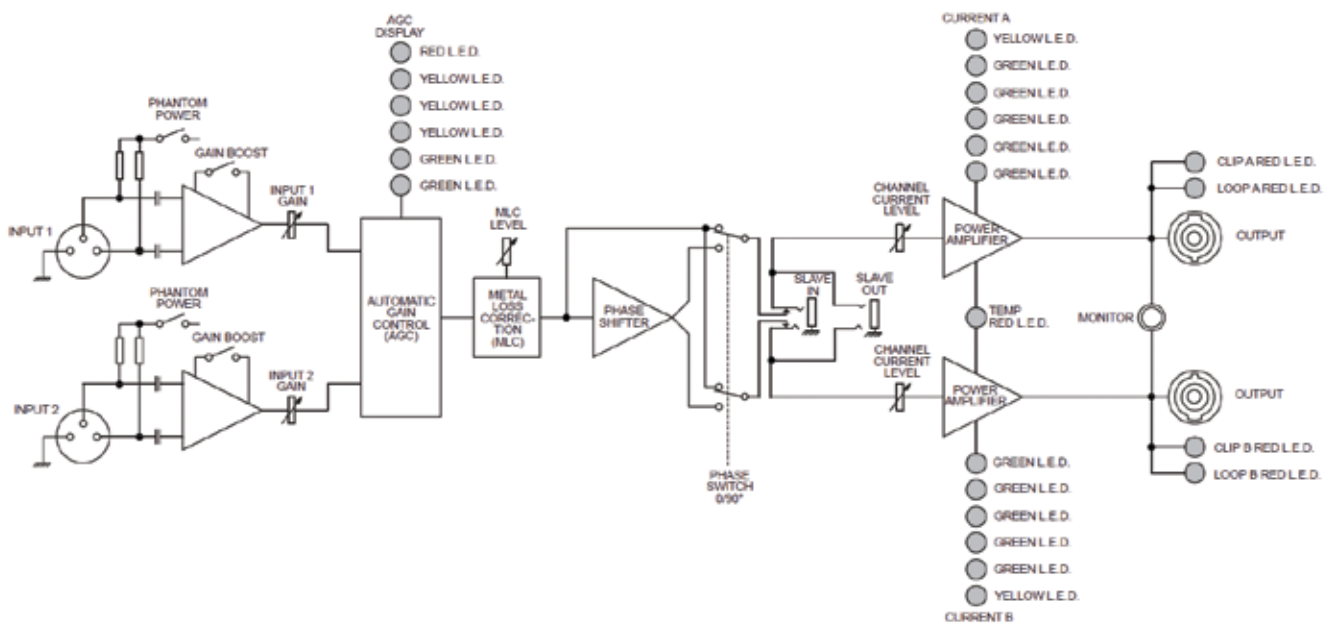 AGC
DISPLAY
RED L.E.D.
YELLOW L.E.D.
YELLOW L.E.D.
YELLOW L.E.D.
GREEN L.E.D.
GREEN L.E.D.
CURRENT A
YELLOW L.E.D.
GREEN L.E.D.
GREEN L.E.D.
GREEN L.E.D.
GREEN L.E.D.
GREEN L.E.D.
PHANTOM
POWER
GAIN BOOST
INPUT 1
GAIN
INPUT 1
PHANTOM
POWER
GAIN BOOST
INPUT 2
GAIN
INPUT 2
AUTOMATIC
GAIN
CONTROL
(AGC)
MLC
LEVEL
METAL
LOSS
CORREC-
TION
(MLC)
PHASE
SHIFTER
PHASE
SWITCH
0/90°
SLAVE
IN
SLAVE
OUT
CHANNEL
CURRENT
LEVEL
POWER
AMPLIFIER
TEMP
RED L.E.D.
CHANNEL
CURRENT
LEVEL
POWER
AMPLIFIER
CLIP A RED L.E.D.
LOOP A RED L.E.D.
OUTPUT
MONITOR
OUTPUT
CLIP B RED L.E.D.
LOOP B RED L.E.D.
GREEN L.E.D.
GREEN L.E.D.
GREEN L.E.D.
GREEN L.E.D.
GREEN L.E.D.
YELLOW L.E.D.
CURRENT B